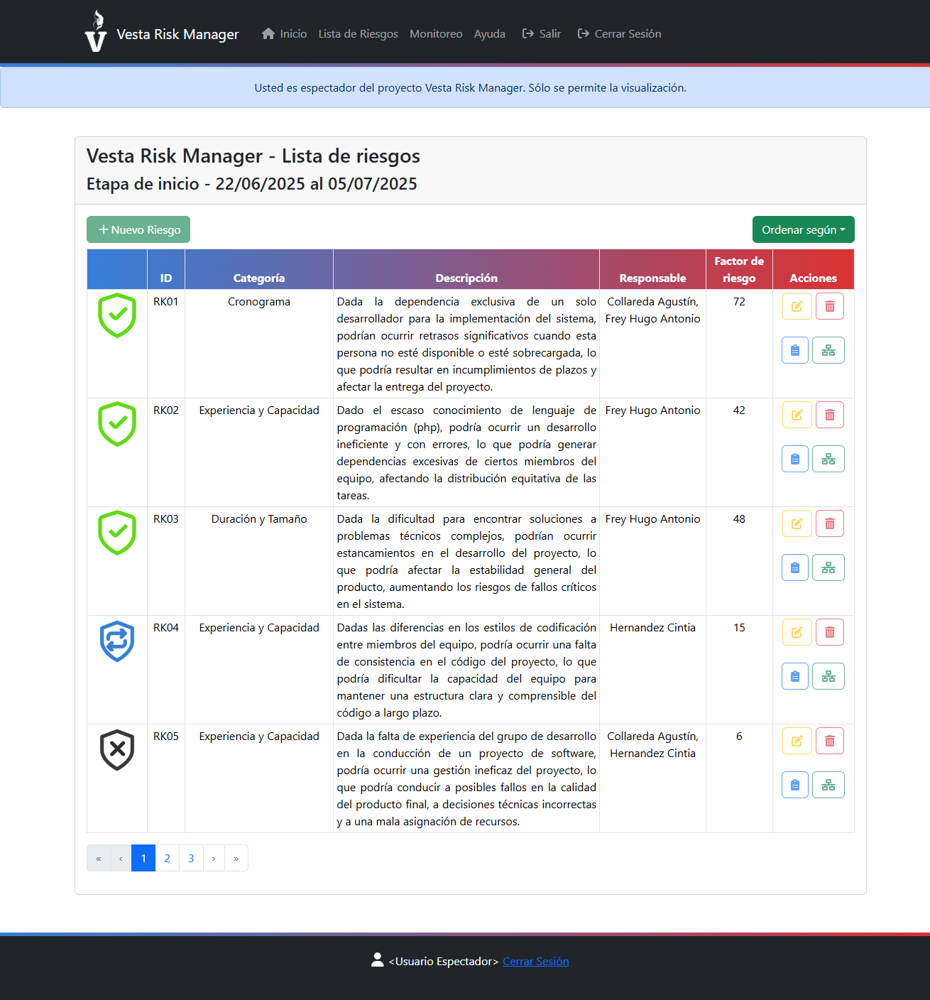 Vesta Risk Manager
Inicio
Lista de Riesgos
Monitoreo
Ayuda
Salir
Cerrar Sesión
Usted es espectador del proyecto Vesta Risk Manager. Sólo se permite la visualización.
Vesta Risk Manager - Lista de riesgos
Etapa de inicio - 22/06/2025 al 05/07/2025
+ Nuevo Riesgo
Ordenar según
ID
Categoría
Descripción
Responsable
Factor de
riesgo
Acciones
RK01
Cronograma
Dada la dependencia exclusiva de un solo
desarrollador para la implementación del sistema,
podrían ocurrir retrasos significativos cuando esta
persona no esté disponible o esté sobrecargada, lo
que podría resultar en incumplimientos de plazos y
afectar la entrega del proyecto.
Collareda Agustín,
Frey Hugo Antonio
72
RK02
Experiencia y Capacidad
Dado el escaso conocimiento de lenguaje de
programación (php), podría ocurrir un desarrollo
ineficiente y con errores, lo que podría generar
dependencias excesivas de ciertos miembros del
equipo, afectando la distribución equitativa de las
tareas.
Frey Hugo Antonio
42
RK03
Duración y Tamaño
Dada la dificultad para encontrar soluciones a
problemas técnicos complejos, podrían ocurrir
estancamientos en el desarrollo del proyecto, lo
que podría afectar la estabilidad general del
producto, aumentando los riesgos de fallos críticos
en el sistema.
Frey Hugo Antonio
48
RK04
Experiencia y Capacidad
Dadas las diferencias en los estilos de codificación
entre miembros del equipo, podría ocurrir una falta
de consistencia en el código del proyecto, lo que
podría dificultar la capacidad del equipo para
mantener una estructura clara y comprensible del
código a largo plazo.
Hernandez Cintia
15
RK05
Experiencia y Capacidad
Dada la falta de experiencia del grupo de desarrollo
en la conducción de un proyecto de software,
podría ocurrir una gestión ineficaz del proyecto, lo
que podría conducir a posibles fallos en la calidad
del producto final, a decisiones técnicas incorrectas
y a una mala asignación de recursos.
Collareda Agustín,
Hernandez Cintia
6
« ‹ 1 2 3 › »
<Usuario Espectador> Cerrar Sesión